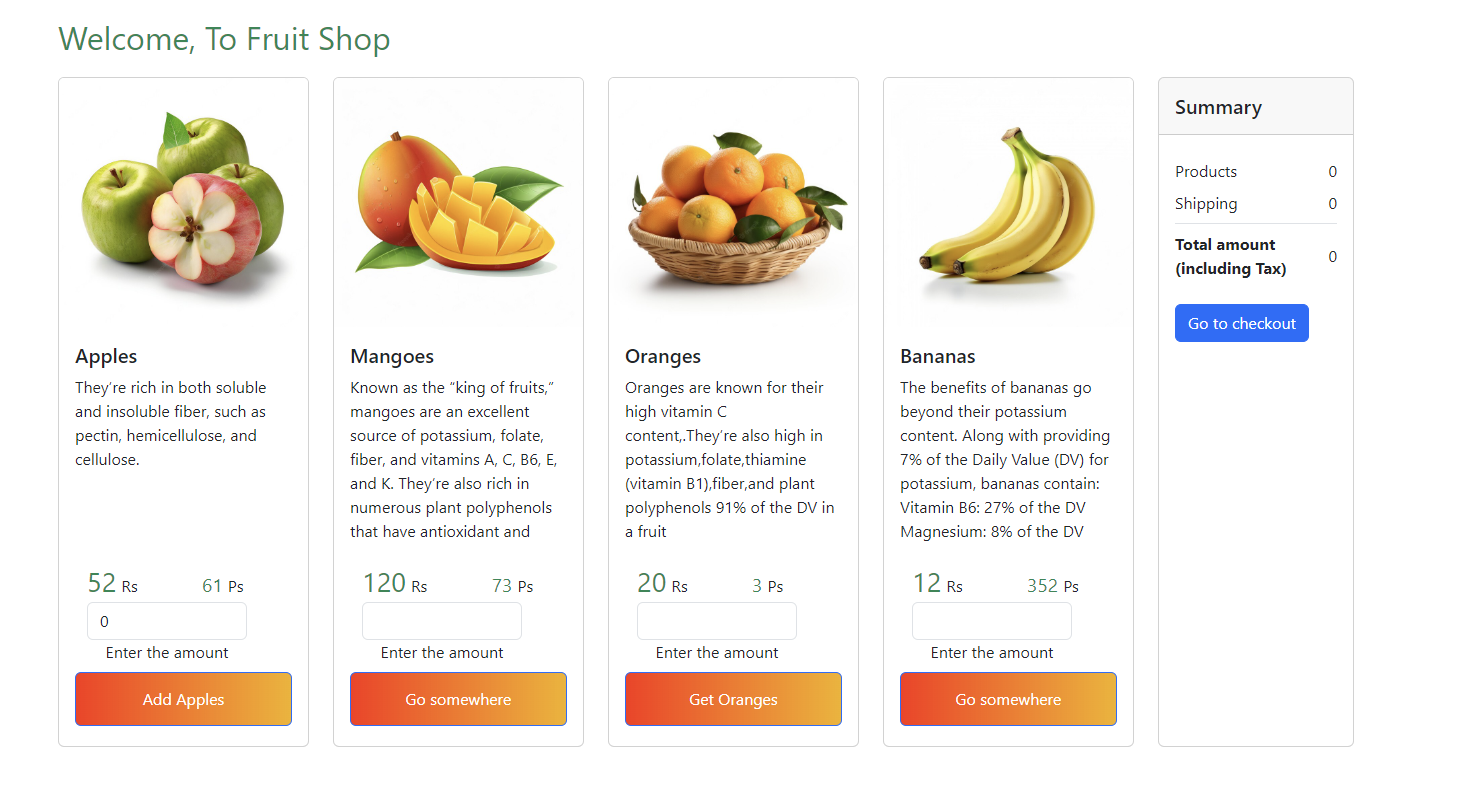 Welcome, To Fruit Shop
Apples
They’re rich in both soluble
and insoluble fiber, such as
pectin, hemicellulose, and
cellulose.
52 Rs 61 Ps
0
Enter the amount
Add Apples
Mangoes
Known as the “king of fruits,”
mangoes are an excellent
source of potassium, folate,
fiber, and vitamins A, C, B6, E,
and K. They’re also rich in
numerous plant polyphenols
that have antioxidant and
120 Rs 73 Ps
Enter the amount
Go somewhere
Oranges
Oranges are known for their
high vitamin C
content,.They’re also high in
potassium,folate,thiamine
(vitamin B1),fiber,and plant
polyphenols 91% of the DV in
a fruit
20 Rs 3 Ps
Enter the amount
Get Oranges
Bananas
The benefits of bananas go
beyond their potassium
content. Along with providing
7% of the Daily Value (DV) for
potassium, bananas contain:
Vitamin B6: 27% of the DV
Magnesium: 8% of the DV
12 Rs 352 Ps
Enter the amount
Go somewhere
Summary
Products 0
Shipping 0
Total amount
(including Tax) 0
Go to checkout